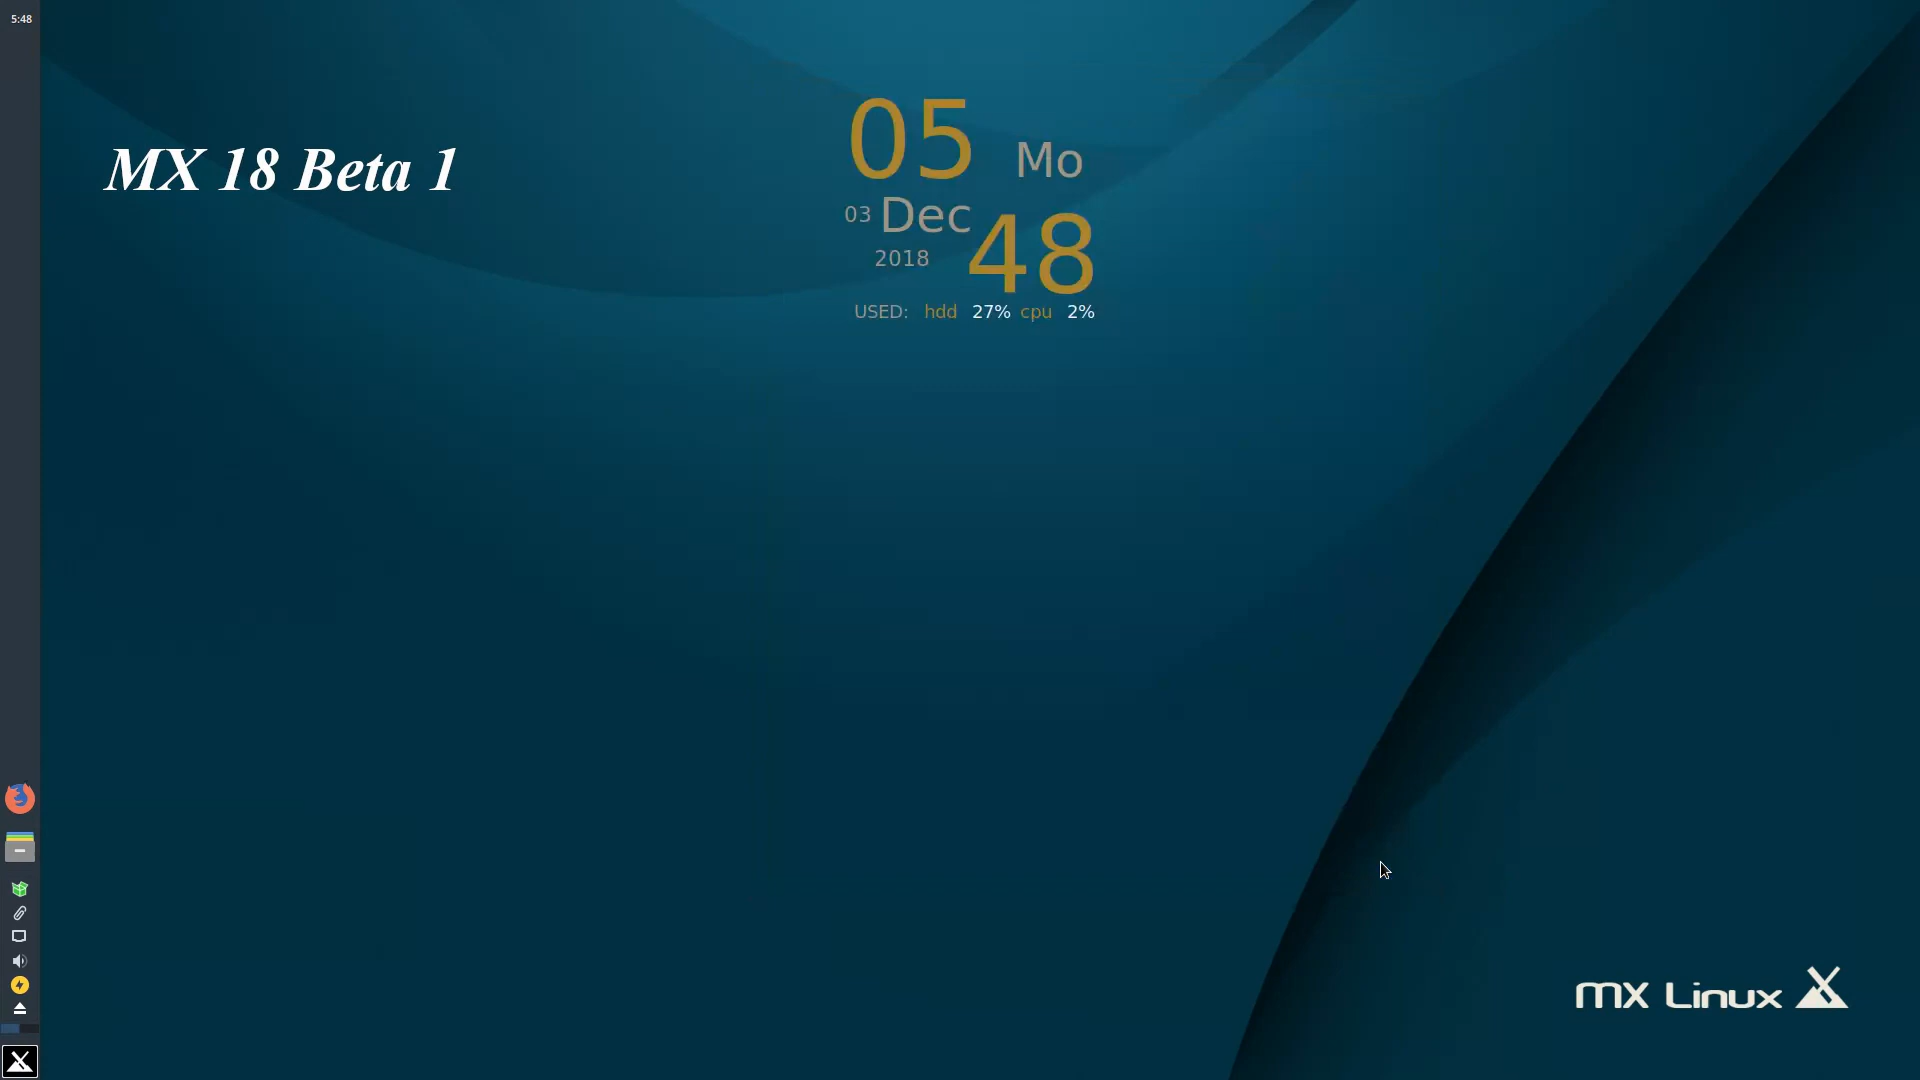 5:48
MX 18 Beta 1
05 Mo
03 Dec 48
2018
USED: hdd 27% cpu 2%
mx Linux